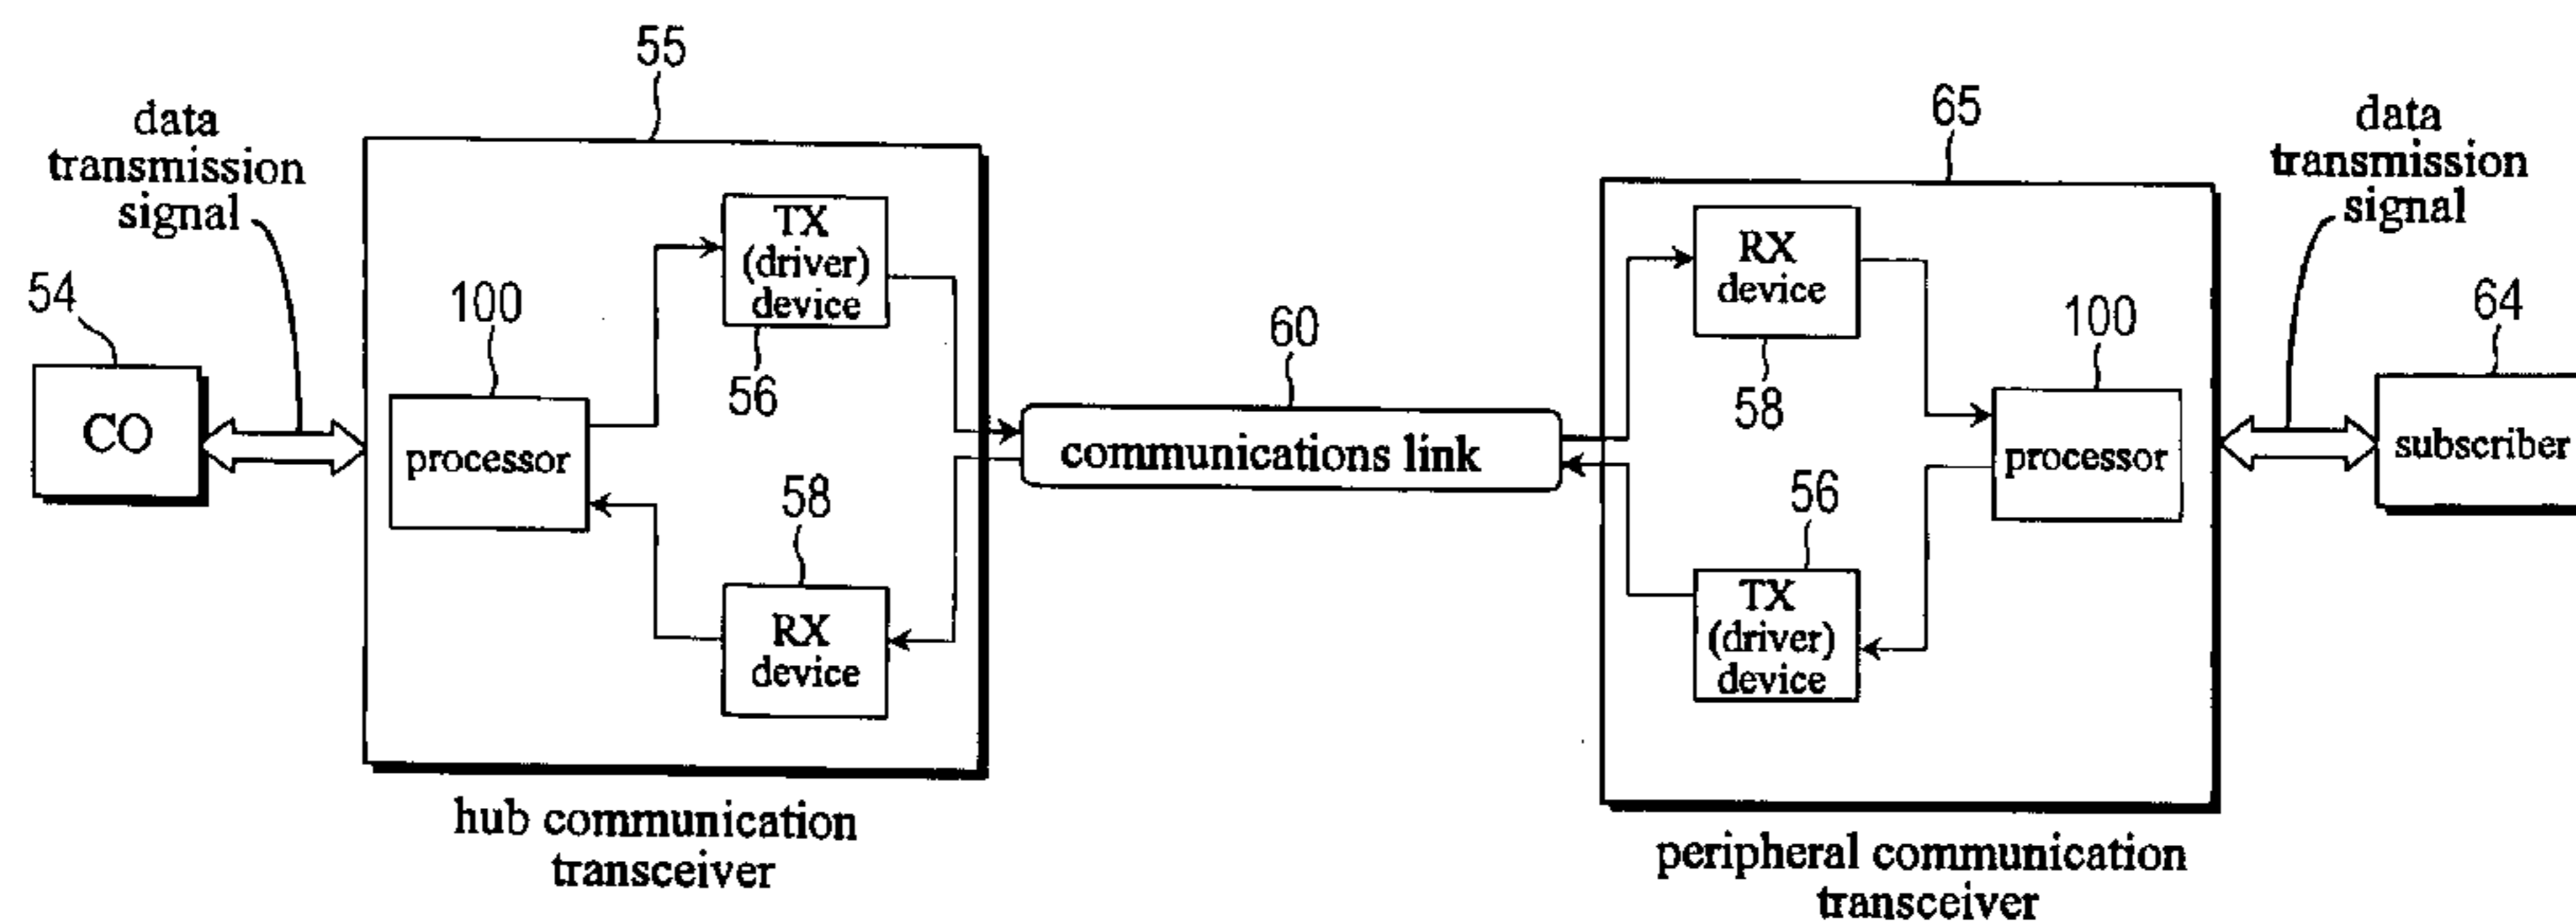 55
data
transmission
signal
54
CO
100
processor
TX
(driver)
device
56
58
RX
device
hub communication
transceiver
60
communications link
65
RX
device
58
100
processor
56
TX
(driver)
device
peripheral communication
transceiver
data
transmission
signal
64
subscriber